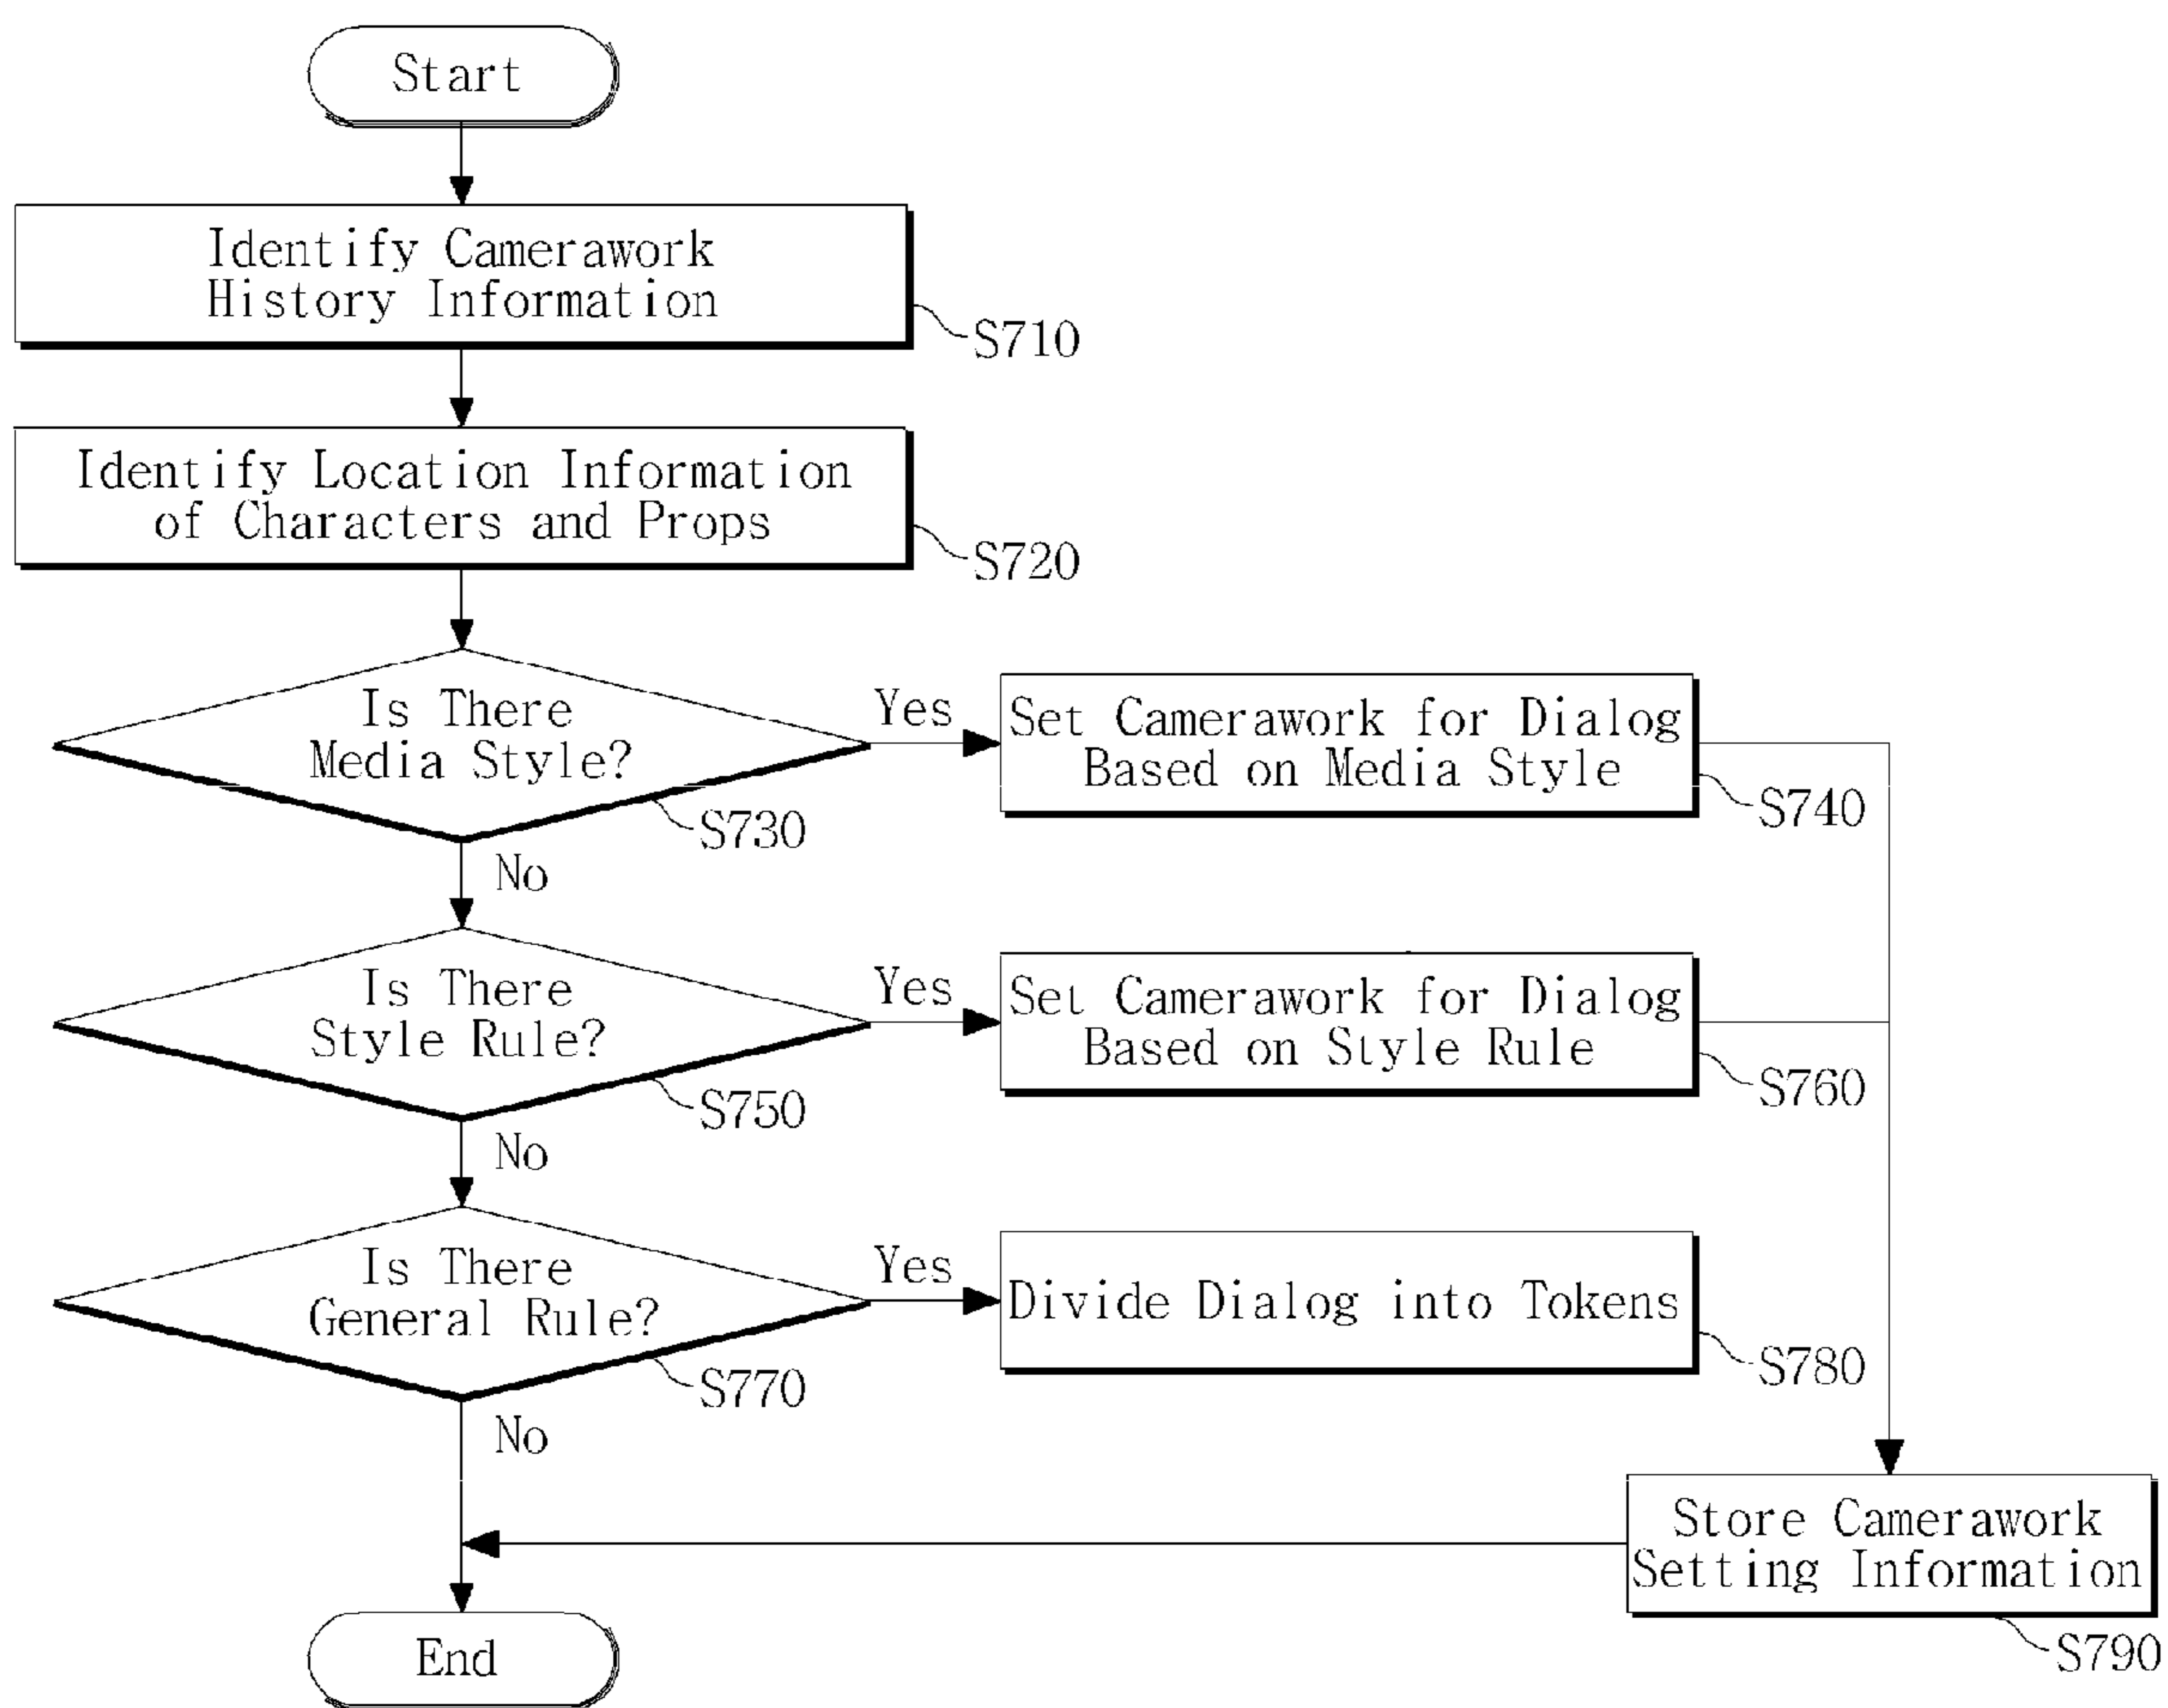 Start
Identify Camerawork
History Information
S710
Identify Location Information
of Characters and Props
S720
Is There
Media Style?
S730
Yes
Set Camerawork for Dialog
Based on Media Style
S740
No
Is There
Style Rule?
S750
Yes
Set Camerawork for Dialog
Based on Style Rule
S760
No
Is There
General Rule?
S770
Yes
Divide Dialog into Tokens
S780
No
Store Camerawork
Setting Information
S790
End